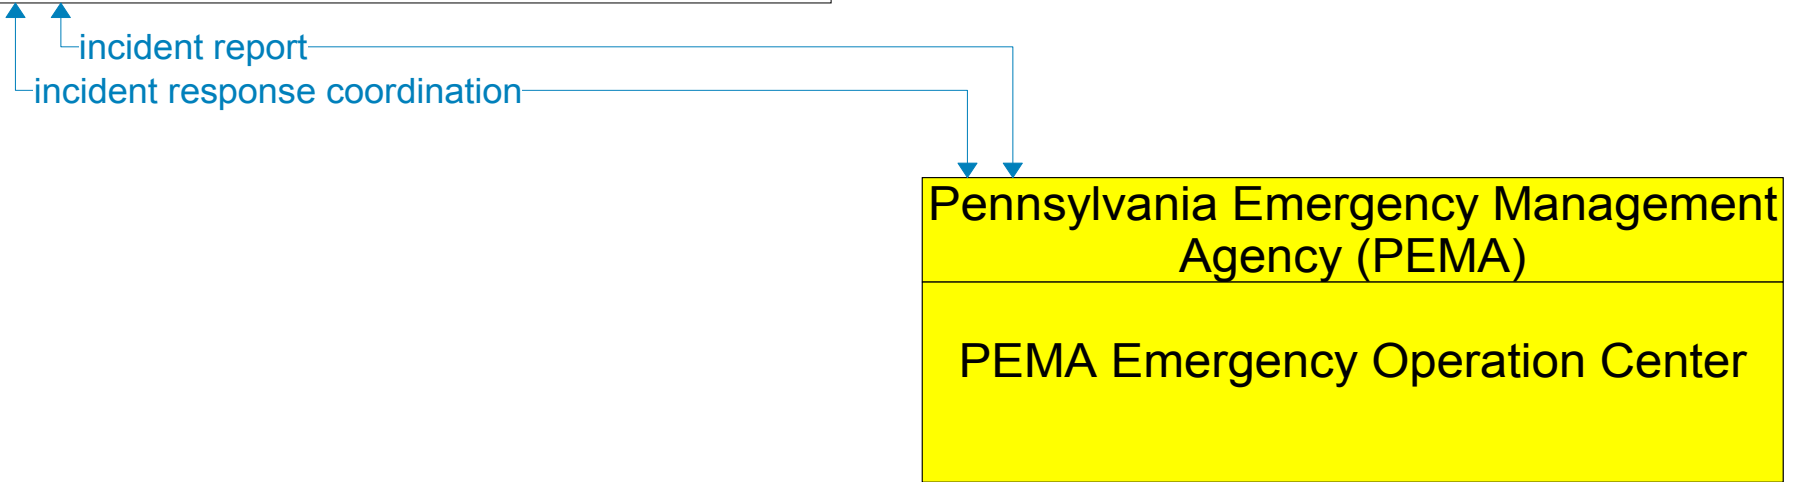 incident report
incident response coordination
Pennsylvania Emergency Management
Agency (PEMA)
PEMA Emergency Operation Center